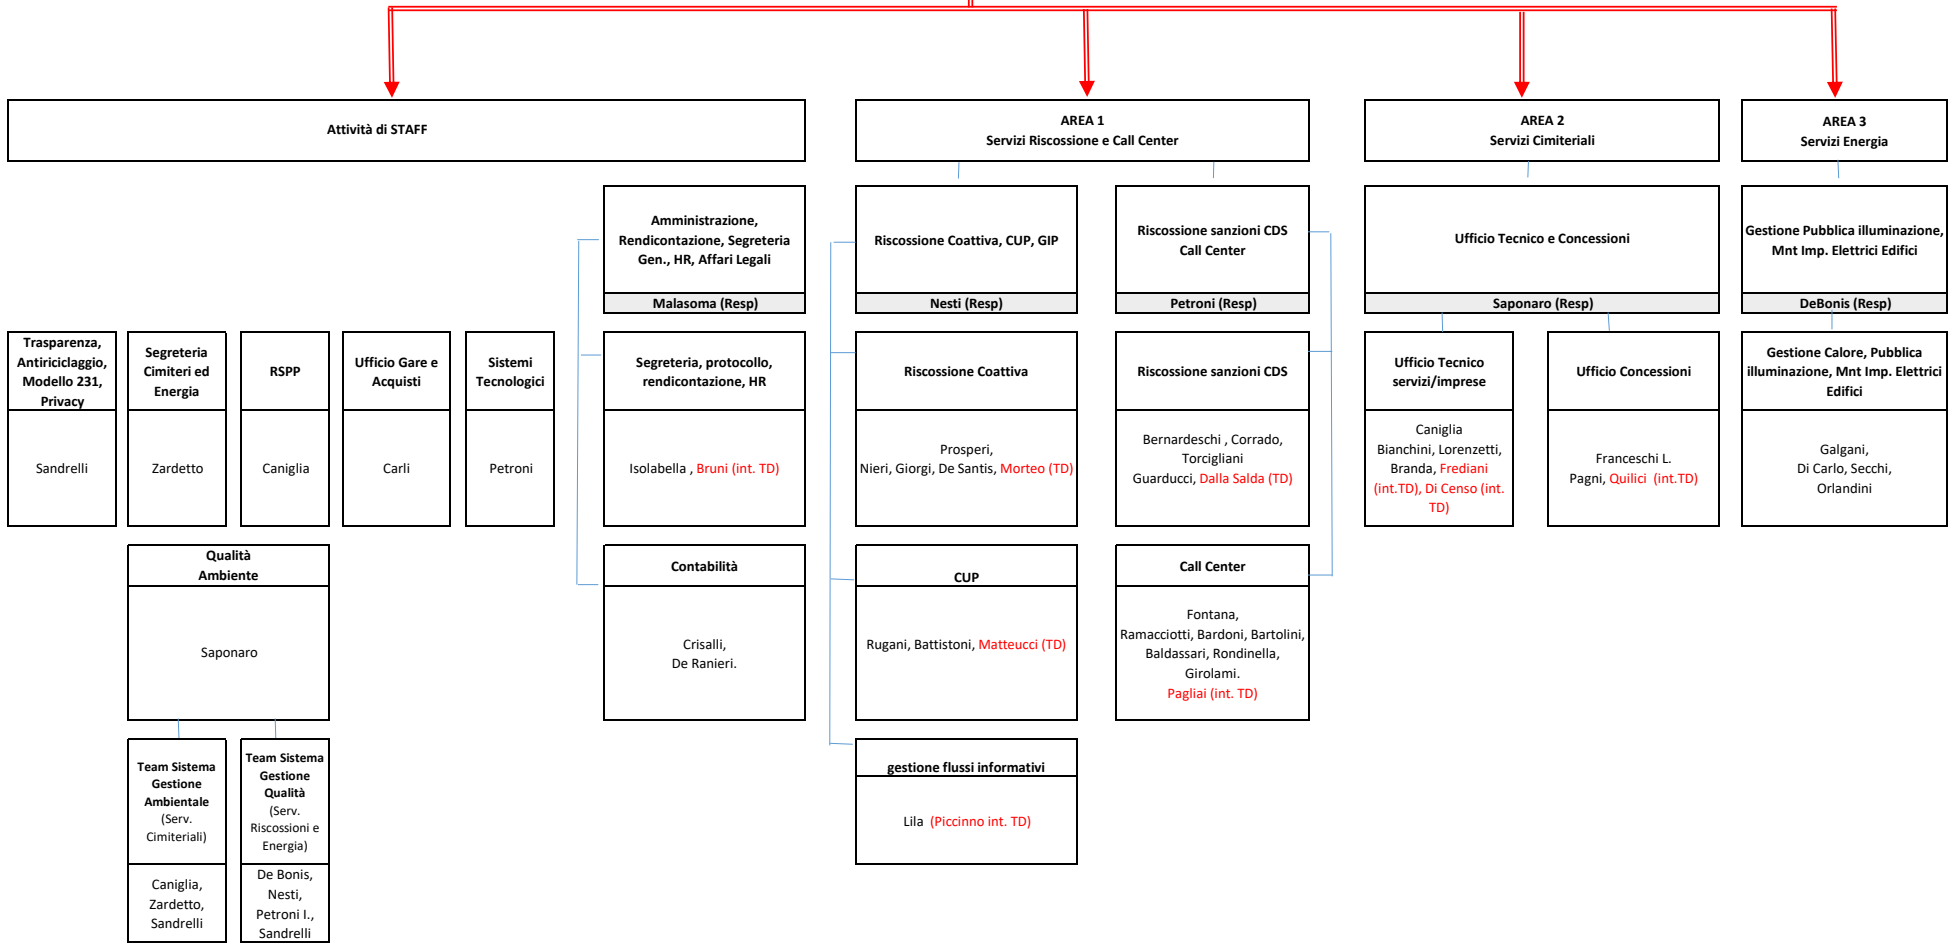 Attività di STAFF
AREA 1
Servizi Riscossione e Call Center
AREA 2
Servizi Cimiteriali
AREA 3
Servizi Energia
Amministrazione,
Rendicontazione, Segreteria
Gen., HR, Affari Legali
Malasoma (Resp)
Riscossione Coattiva, CUP, GIP
Nesti (Resp)
Riscossione sanzioni CDS
Call Center
Petroni (Resp)
Ufficio Tecnico e Concessioni
Saponaro (Resp)
Gestione Pubblica illuminazione,
Mnt Imp. Elettrici Edifici
DeBonis (Resp)
Trasparenza,
Antiriciclaggio,
Modello 231,
Privacy
Sandrelli
Segreteria
Cimiteri ed
Energia
Zardetto
RSPP
Caniglia
Ufficio Gare e
Acquisti
Carli
Sistemi
Tecnologici
Petroni
Segreteria, protocollo,
rendicontazione, HR
Isolabella , Bruni (int. TD)
Riscossione Coattiva
Prosperi,
Nieri, Giorgi, De Santis, Morteo (TD)
Riscossione sanzioni CDS
Bernardeschi , Corrado,
Torcigliani
Guarducci, Dalla Salda (TD)
Ufficio Tecnico
servizi/imprese
Caniglia
Bianchini, Lorenzetti,
Branda, Frediani
(int.TD), Di Censo (int.
TD)
Ufficio Concessioni
Franceschi L.
Pagni, Quilici (int.TD)
Gestione Calore, Pubblica
illuminazione, Mnt Imp. Elettrici
Edifici
Galgani,
Di Carlo, Secchi,
Orlandini
Qualità
Ambiente
Saponaro
Contabilità
Crisalli,
De Ranieri.
CUP
Rugani, Battistoni, Matteucci (TD)
Call Center
Fontana,
Ramacciotti, Bardoni, Bartolini,
Baldassari, Rondinella,
Girolami.
Pagliai (int. TD)
Team Sistema
Gestione
Ambientale
(Serv.
Cimiteriali)
Caniglia,
Zardetto,
Sandrelli
Team Sistema
Gestione
Qualità
(Serv.
Riscossioni e
Energia)
De Bonis,
Nesti,
Petroni I.,
Sandrelli
gestione flussi informativi
Lila (Piccinno int. TD)